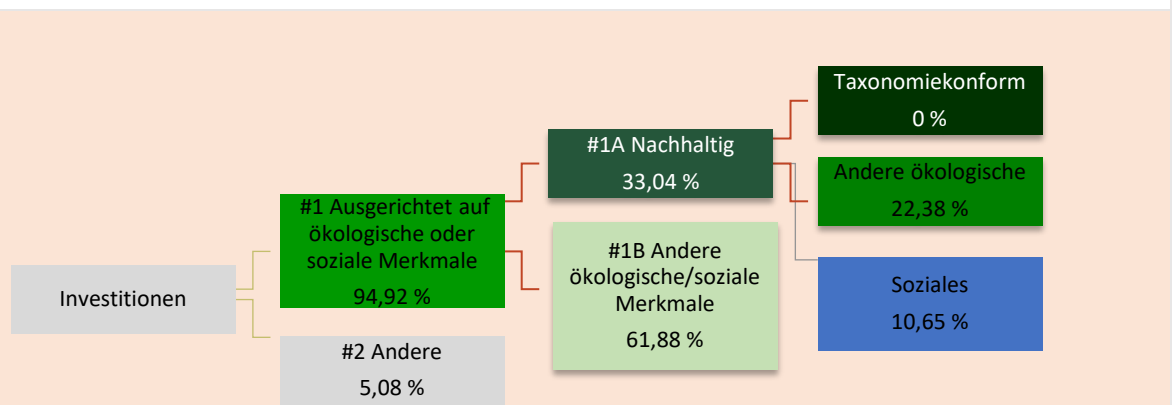 Investitionen
#1 Ausgerichtet auf
ökologische oder
soziale Merkmale
94,92 %
#2 Andere
5,08 %
#1A Nachhaltig
33,04 %
#1B Andere
ökologische/soziale
Merkmale
61,88 %
Taxonomiekonform
0 %
Andere ökologische
22,38 %
Soziales
10,65 %